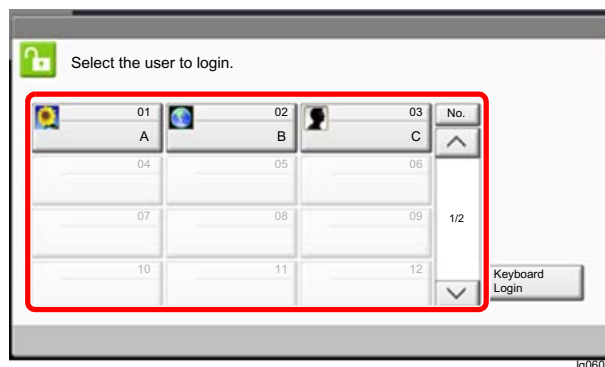 Select the user to login.
01 02 03 No.
A B C
04 05 06
07 08 09
1/2
10 11 12
Keyboard
Login